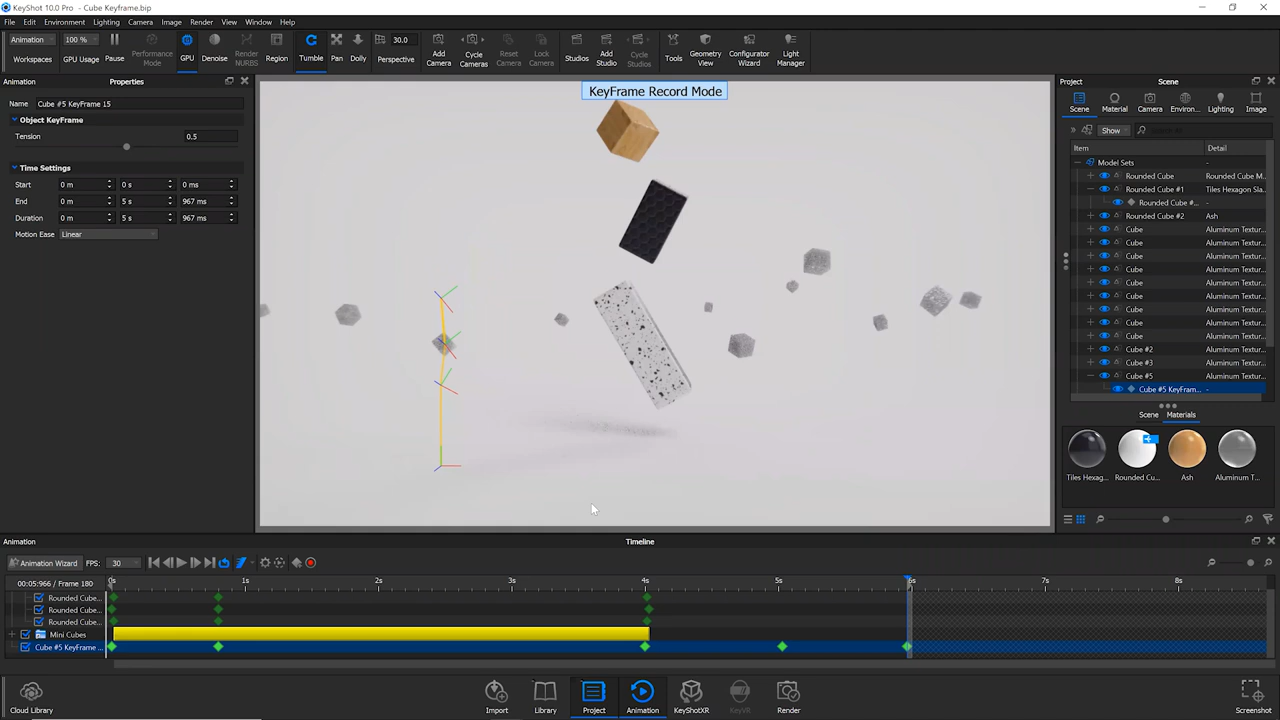 KeyShot 10.0 Pro - Cube Keyframe.bip
File Edit Environment Lighting Camera Image Render View Window Help
Animation 100 % 30.0
Workspaces GPU Usage Pause Performance Mode GPU Denoise Render NURBS Region Tumble Pan Dolly Perspective Add Camera Cycle Cameras Reset Camera Lock Camera Studios Add Studio Cycle Studios Tools Geometry View Configurator Wizard Light Manager
Animation Properties
Name Cube #5 KeyFrame 15
Object KeyFrame
Tension 0.5
Time Settings
Start 0 m 0 s 0 ms
End 0 m 5 s 967 ms
Duration 0 m 5 s 967 ms
Motion Ease Linear
KeyFrame Record Mode
Project Scene
Scene Material Camera Environ... Lighting Image
Show
Item Detail
Model Sets -
Rounded Cube Rounded Cube M...
Rounded Cube #1 Tiles Hexagon Sla...
Rounded Cube #... -
Rounded Cube #2 Ash
Cube Aluminum Textur...
Cube Aluminum Textur...
Cube Aluminum Textur...
Cube Aluminum Textur...
Cube Aluminum Textur...
Cube Aluminum Textur...
Cube Aluminum Textur...
Cube Aluminum Textur...
Cube Aluminum Textur...
Cube #2 Aluminum Textur...
Cube #3 Aluminum Textur...
Cube #5 Aluminum Textur...
Cube #5 KeyFram... -
Scene Materials
Tiles Hexag... Rounded Cu... Ash Aluminum T...
Animation Timeline
Animation Wizard FPS: 30
00:05:966 / Frame 180 0s 1s 2s 3s 4s 5s 6s 7s 8s
Rounded Cube...
Rounded Cube...
Rounded Cube...
Mini Cubes
Cube #5 KeyFrame ...
Cloud Library Import Library Project Animation KeyShotXR KeyVR Render Screenshot